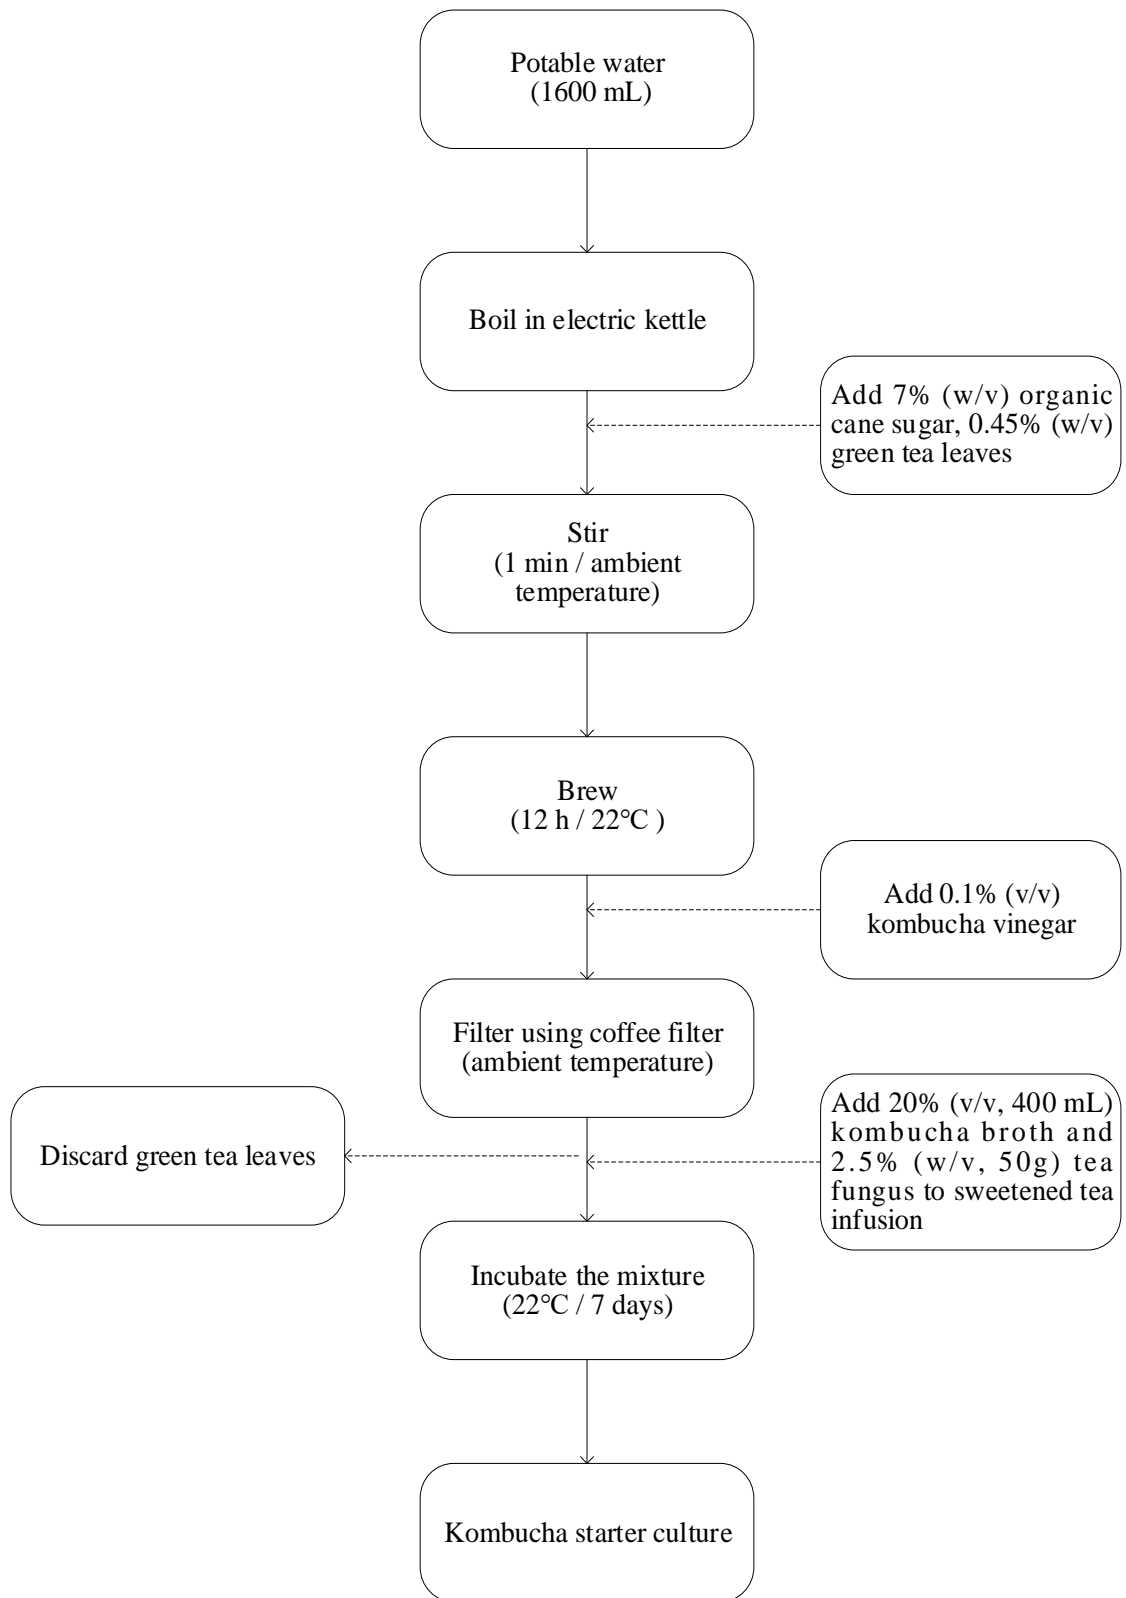 Potable water
(1600 mL)
Boil in electric kettle
Add 7% (w/v) organic
cane sugar, 0.45% (w/v)
green tea leaves
Stir
(1 min / ambient
temperature)
Brew
(12 h / 22°C )
Add 0.1% (v/v)
kombucha vinegar
Filter using coffee filter
(ambient temperature)
Discard green tea leaves
Add 20% (v/v, 400 mL)
kombucha broth and
2.5% (w/v, 50g) tea
fungus to sweetened tea
infusion
Incubate the mixture
(22°C / 7 days)
Kombucha starter culture